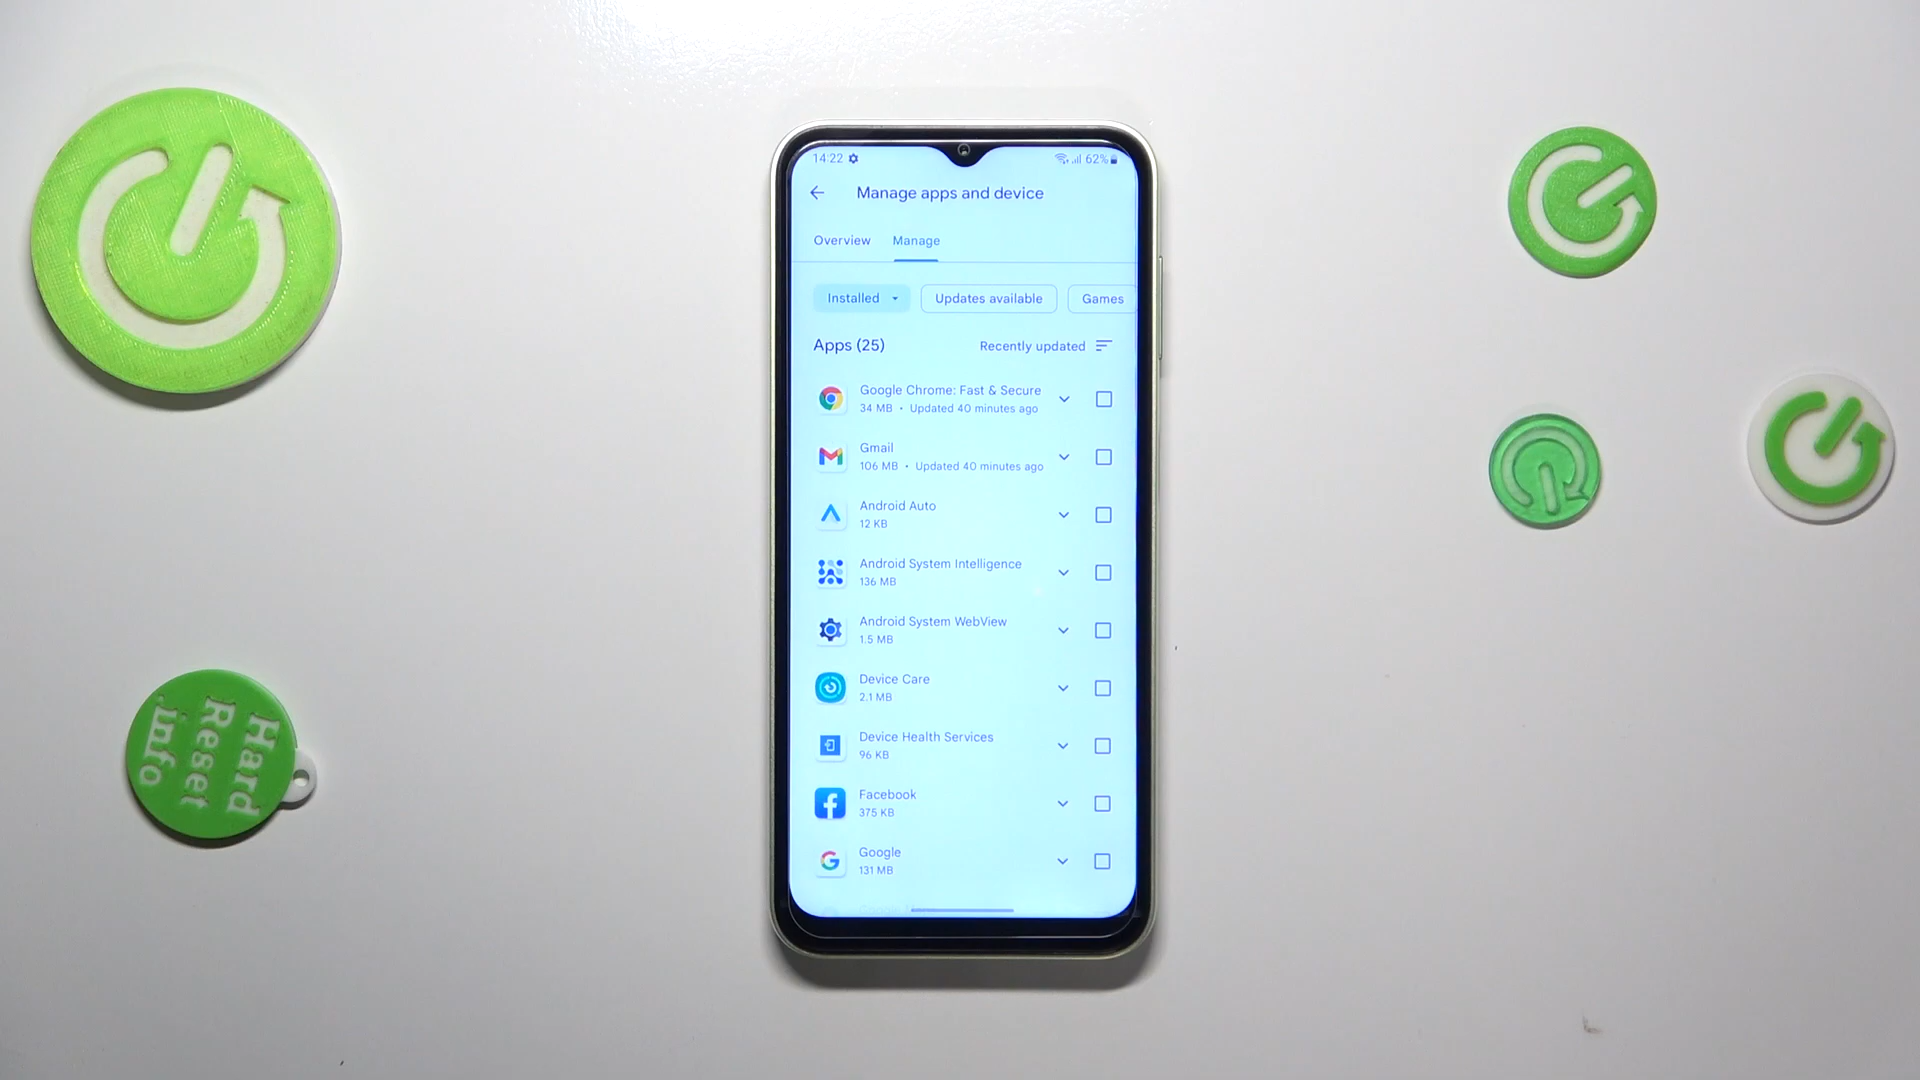 14:22
62%
Manage apps and device
Overview Manage
Installed Updates available Games
Apps (25) Recently updated
Google Chrome: Fast & Secure
34 MB • Updated 40 minutes ago
Gmail
106 MB • Updated 40 minutes ago
Android Auto
12 KB
Android System Intelligence
136 MB
Android System WebView
1.5 MB
Device Care
2.1 MB
Device Health Services
96 KB
Facebook
375 KB
Google
131 MB
Hard
Reset
.info